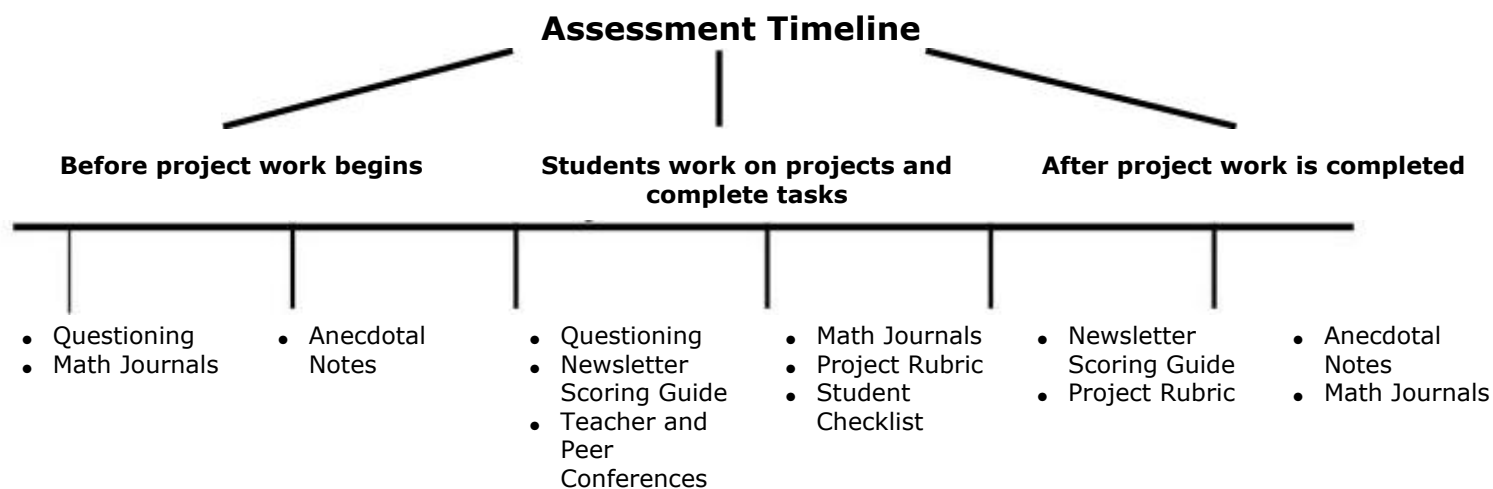 Assessment Timeline
Before project work begins
Students work on projects and
complete tasks
After project work is completed
• Questioning
• Math Journals
• Anecdotal
Notes
• Questioning
• Newsletter
Scoring Guide
• Teacher and
Peer
Conferences
• Math Journals
• Project Rubric
• Student
Checklist
• Newsletter
Scoring Guide
• Project Rubric
• Anecdotal
Notes
• Math Journals